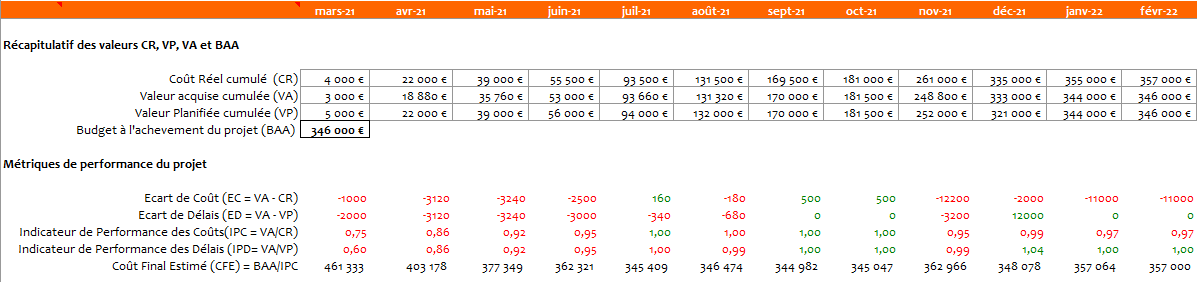 mars-21 avr-21 mai-21 juin-21 juil-21 août-21 sept-21 oct-21 nov-21 déc-21 janv-22 févr-22
Récapitulatif des valeurs CR, VP, VA et BAA
Coût Réel cumulé (CR) 4 000 € 22 000 € 39 000 € 55 500 € 93 500 € 131 500 € 169 500 € 181 000 € 261 000 € 335 000 € 355 000 € 357 000 €
Valeur acquise cumulée (VA) 3 000 € 18 880 € 35 760 € 53 000 € 93 660 € 131 320 € 170 000 € 181 500 € 248 800 € 333 000 € 344 000 € 346 000 €
Valeur Planifiée cumulée (VP) 5 000 € 22 000 € 39 000 € 56 000 € 94 000 € 132 000 € 170 000 € 181 500 € 252 000 € 321 000 € 344 000 € 346 000 €
Budget à l'achevement du projet (BAA) 346 000 €
Métriques de performance du projet
Ecart de Coût (EC = VA - CR) -1000 -3120 -3240 -2500 160 -180 500 500 -12200 -2000 -11000 -11000
Ecart de Délais (ED = VA - VP) -2000 -3120 -3240 -3000 -340 -680 0 0 -3200 12000 0 0
Indicateur de Performance des Coûts(IPC = VA/CR) 0,75 0,86 0,92 0,95 1,00 1,00 1,00 1,00 0,95 0,99 0,97 0,97
Indicateur de Performance des Délais (IPD= VA/VP) 0,60 0,86 0,92 0,95 1,00 0,99 1,00 1,00 0,99 1,04 1,00 1,00
Coût Final Estimé (CFE) = BAA/IPC 461 333 403 178 377 349 362 321 345 409 346 474 344 982 345 047 362 966 348 078 357 064 357 000